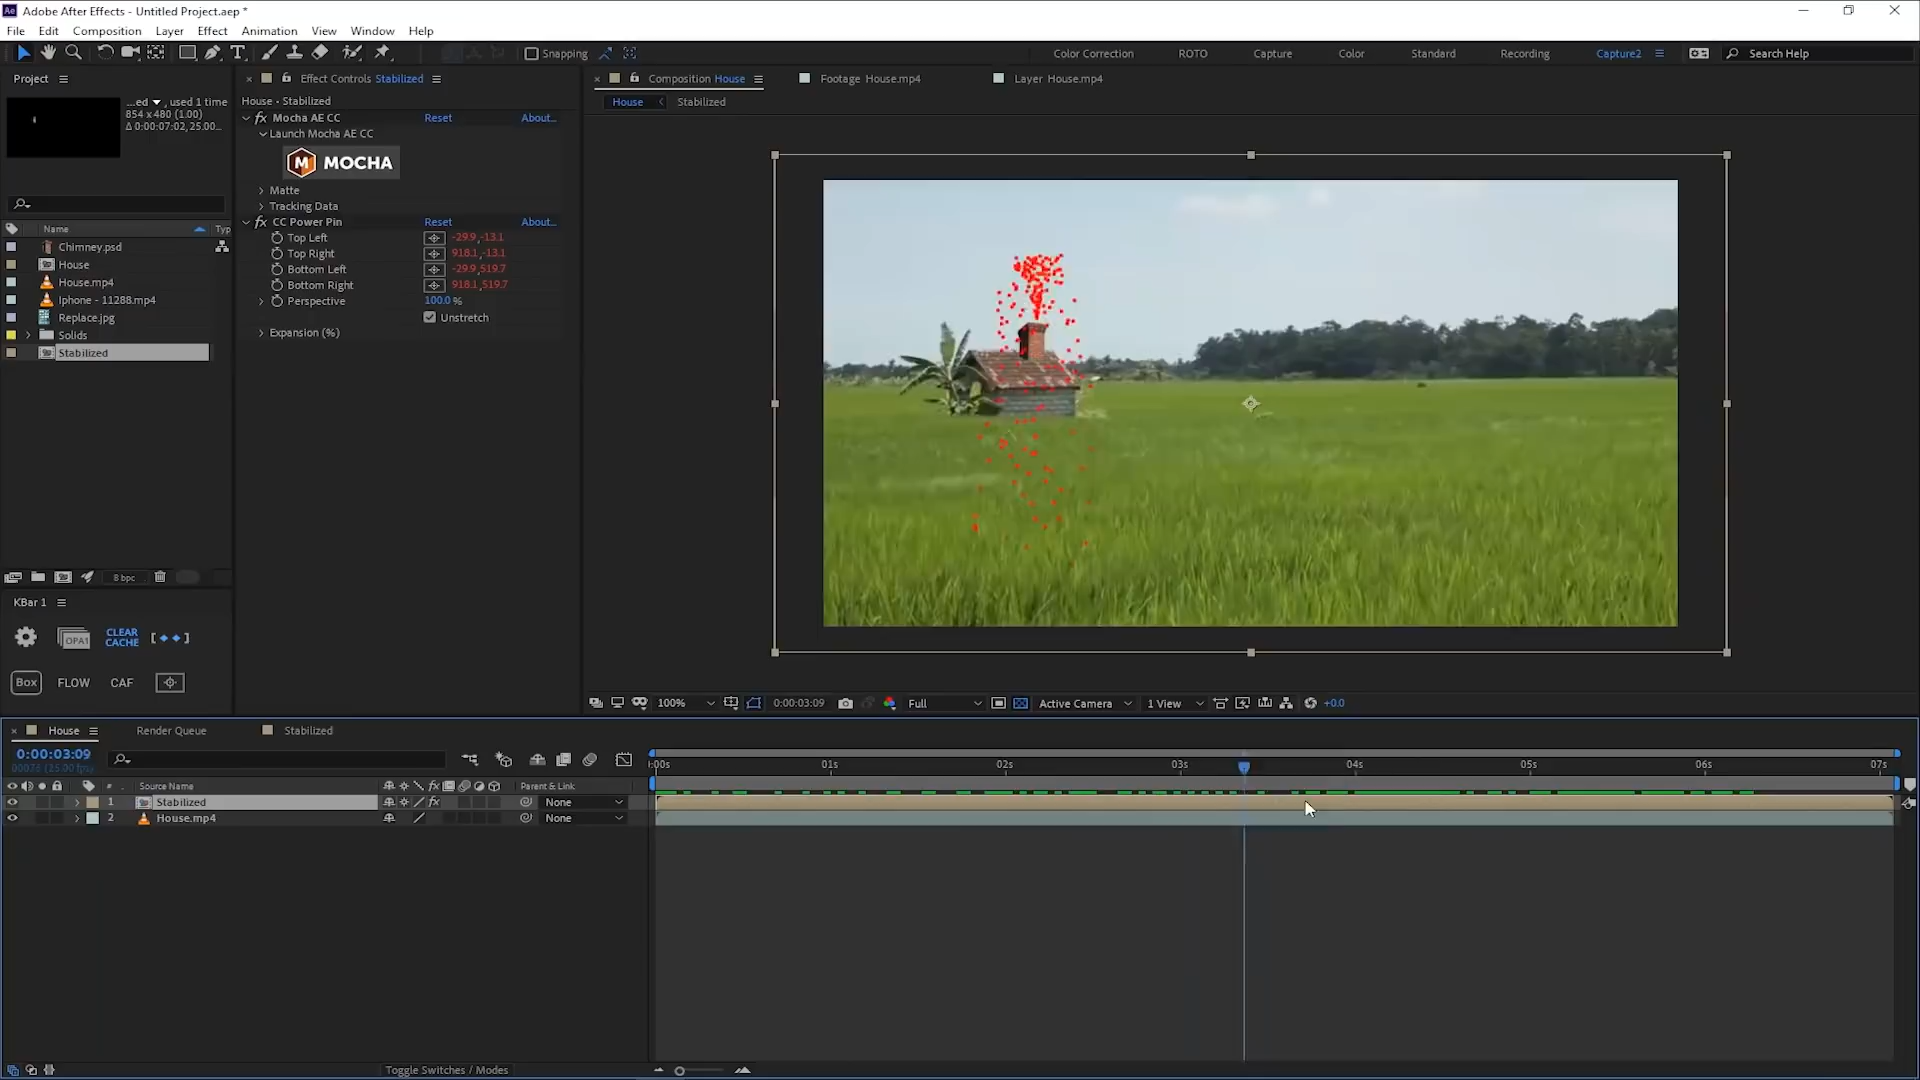 Adobe After Effects - Untitled Project.aep *
File Edit Composition Layer Effect Animation View Window Help
Snapping Color Correction ROTO Capture Color Standard Recording Capture2 Search Help
Project
...ed, used 1 time
854 x 480 (1.00)
Δ 0:00:07:02, 25.00...
Name Typ
Chimney.psd
House
House.mp4
Iphone - 11288.mp4
Replace.jpg
Solids
Stabilized
8 bpc
KBar 1
OPA1
CLEAR CACHE
Box FLOW CAF
Effect Controls Stabilized
House • Stabilized
fx Mocha AE CC Reset About...
Launch Mocha AE CC
M MOCHA
Matte
Tracking Data
fx CC Power Pin Reset About...
Top Left -29.9,-13.1
Top Right 918.1,-13.1
Bottom Left -29.9,519.7
Bottom Right 918.1,519.7
Perspective 100.0 %
Unstretch
Expansion (%)
Composition House Footage House.mp4 Layer House.mp4
House Stabilized
100% 0:00:03:09 Full Active Camera 1 View +0.0
House Render Queue Stabilized
0:00:03:09
:00s 01s 02s 03s 04s 05s 06s 07s
# Source Name fx Parent & Link
1 Stabilized fx None
2 House.mp4 None
Toggle Switches / Modes